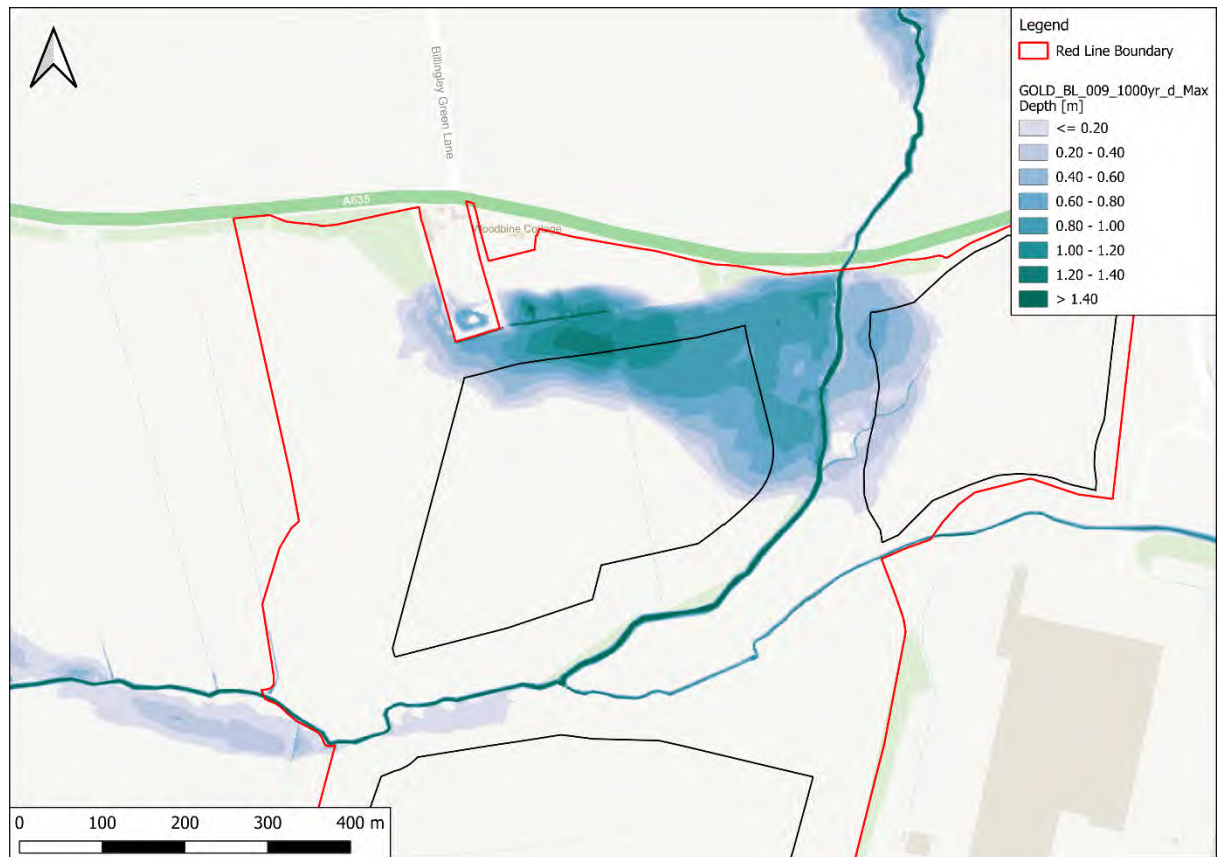 Legend
Red Line Boundary
GOLD_BL_009_1000yr_d_Max
Depth [m]
<= 0.20
0.20 - 0.40
0.40 - 0.60
0.60 - 0.80
0.80 - 1.00
1.00 - 1.20
1.20 - 1.40
> 1.40
Billingley Green Lane
A635
Woodbine Cottage
0 100 200 300 400 m